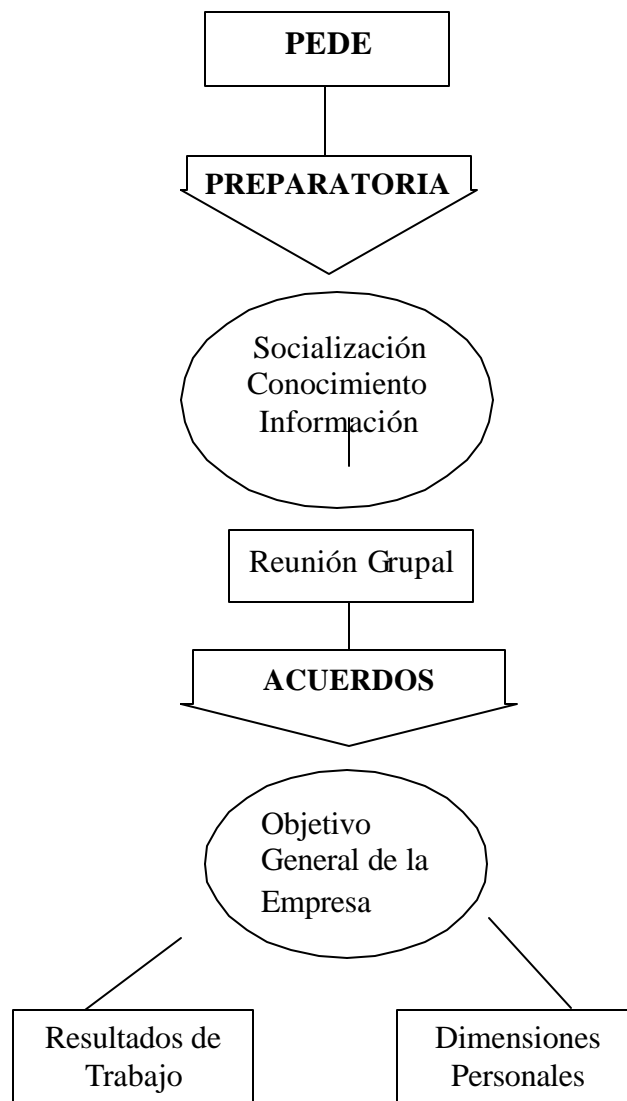 PEDE
PREPARATORIA
Socialización
Conocimiento
Información
Reunión Grupal
ACUERDOS
Objetivo
General de la
Empresa
Resultados de
Trabajo
Dimensiones
Personales